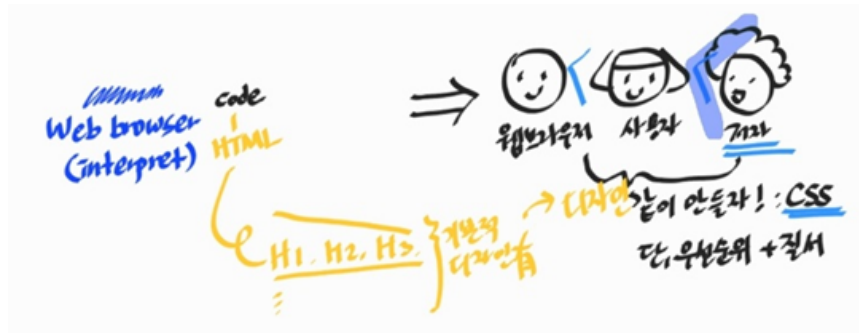 Web browser
(interpret)
code
HTML
H1. H2, H3.
기본적
디자인有
웹브라우저 < 사용자 < 저자
→ 디자인 같이 만들자! : CSS
단, 우선순위 + 질서